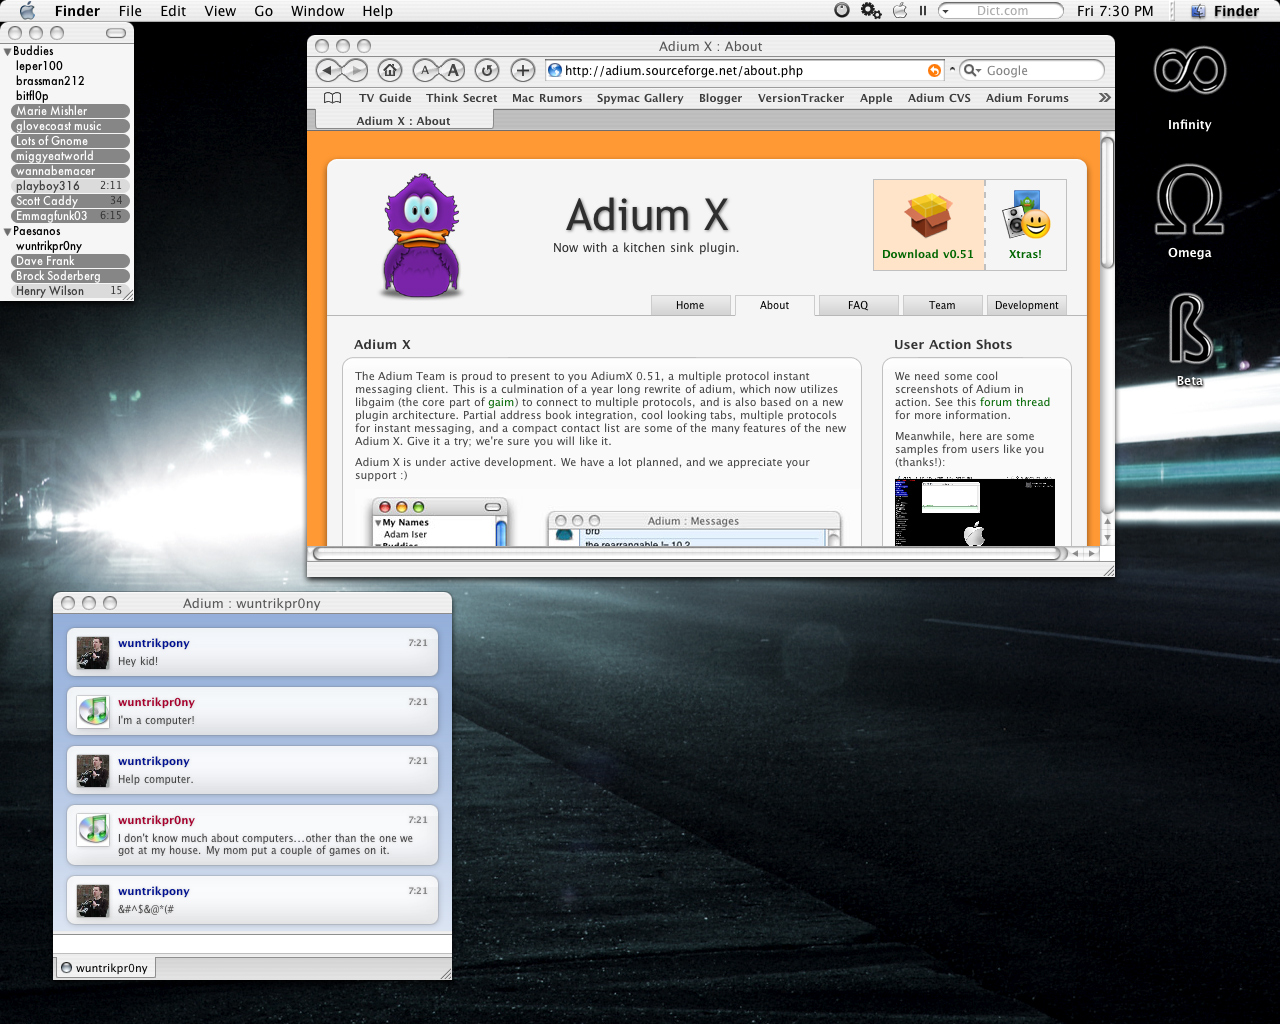 Finder File Edit View Go Window Help
Dict.com Fri 7:30 PM Finder
Buddies
leper100
brassman212
bitfl0p
Marie Mishler
glovecoast music
Lots of Gnome
miggyeatworld
wannabemacer
playboy316 2:11
Scott Caddy 34
Emmagfunk03 6:15
Paesanos
wuntrikpr0ny
Dave Frank
Brock Soderberg
Henry Wilson 15
Adium X : About
A A http://adium.sourceforge.net/about.php Google
TV Guide Think Secret Mac Rumors Spymac Gallery Blogger VersionTracker Apple Adium CVS Adium Forums »
Adium X : About
Adium X
Now with a kitchen sink plugin.
Download v0.51
Xtras!
Home About FAQ Team Development
Adium X
The Adium Team is proud to present to you AdiumX 0.51, a multiple protocol instant
messaging client. This is a culmination of a year long rewrite of adium, which now utilizes
libgaim (the core part of gaim) to connect to multiple protocols, and is also based on a new
plugin architecture. Partial address book integration, cool looking tabs, multiple protocols
for instant messaging, and a compact contact list are some of the many features of the new
Adium X. Give it a try; we're sure you will like it.
Adium X is under active development. We have a lot planned, and we appreciate your
support :)
My Names
Adam Iser
Buddies
Adium : Messages
brb
the rearrangable != 10.2
User Action Shots
We need some cool
screenshots of Adium in
action. See this forum thread
for more information.
Meanwhile, here are some
samples from users like you
(thanks!):
Infinity
Omega
Beta
Adium : wuntrikpr0ny
wuntrikpony 7:21
Hey kid!
wuntrikpr0ny 7:21
I'm a computer!
wuntrikpony 7:21
Help computer.
wuntrikpr0ny 7:21
I don't know much about computers...other than the one we
got at my house. My mom put a couple of games on it.
wuntrikpony 7:21
&#^$&@*(#
wuntrikpr0ny